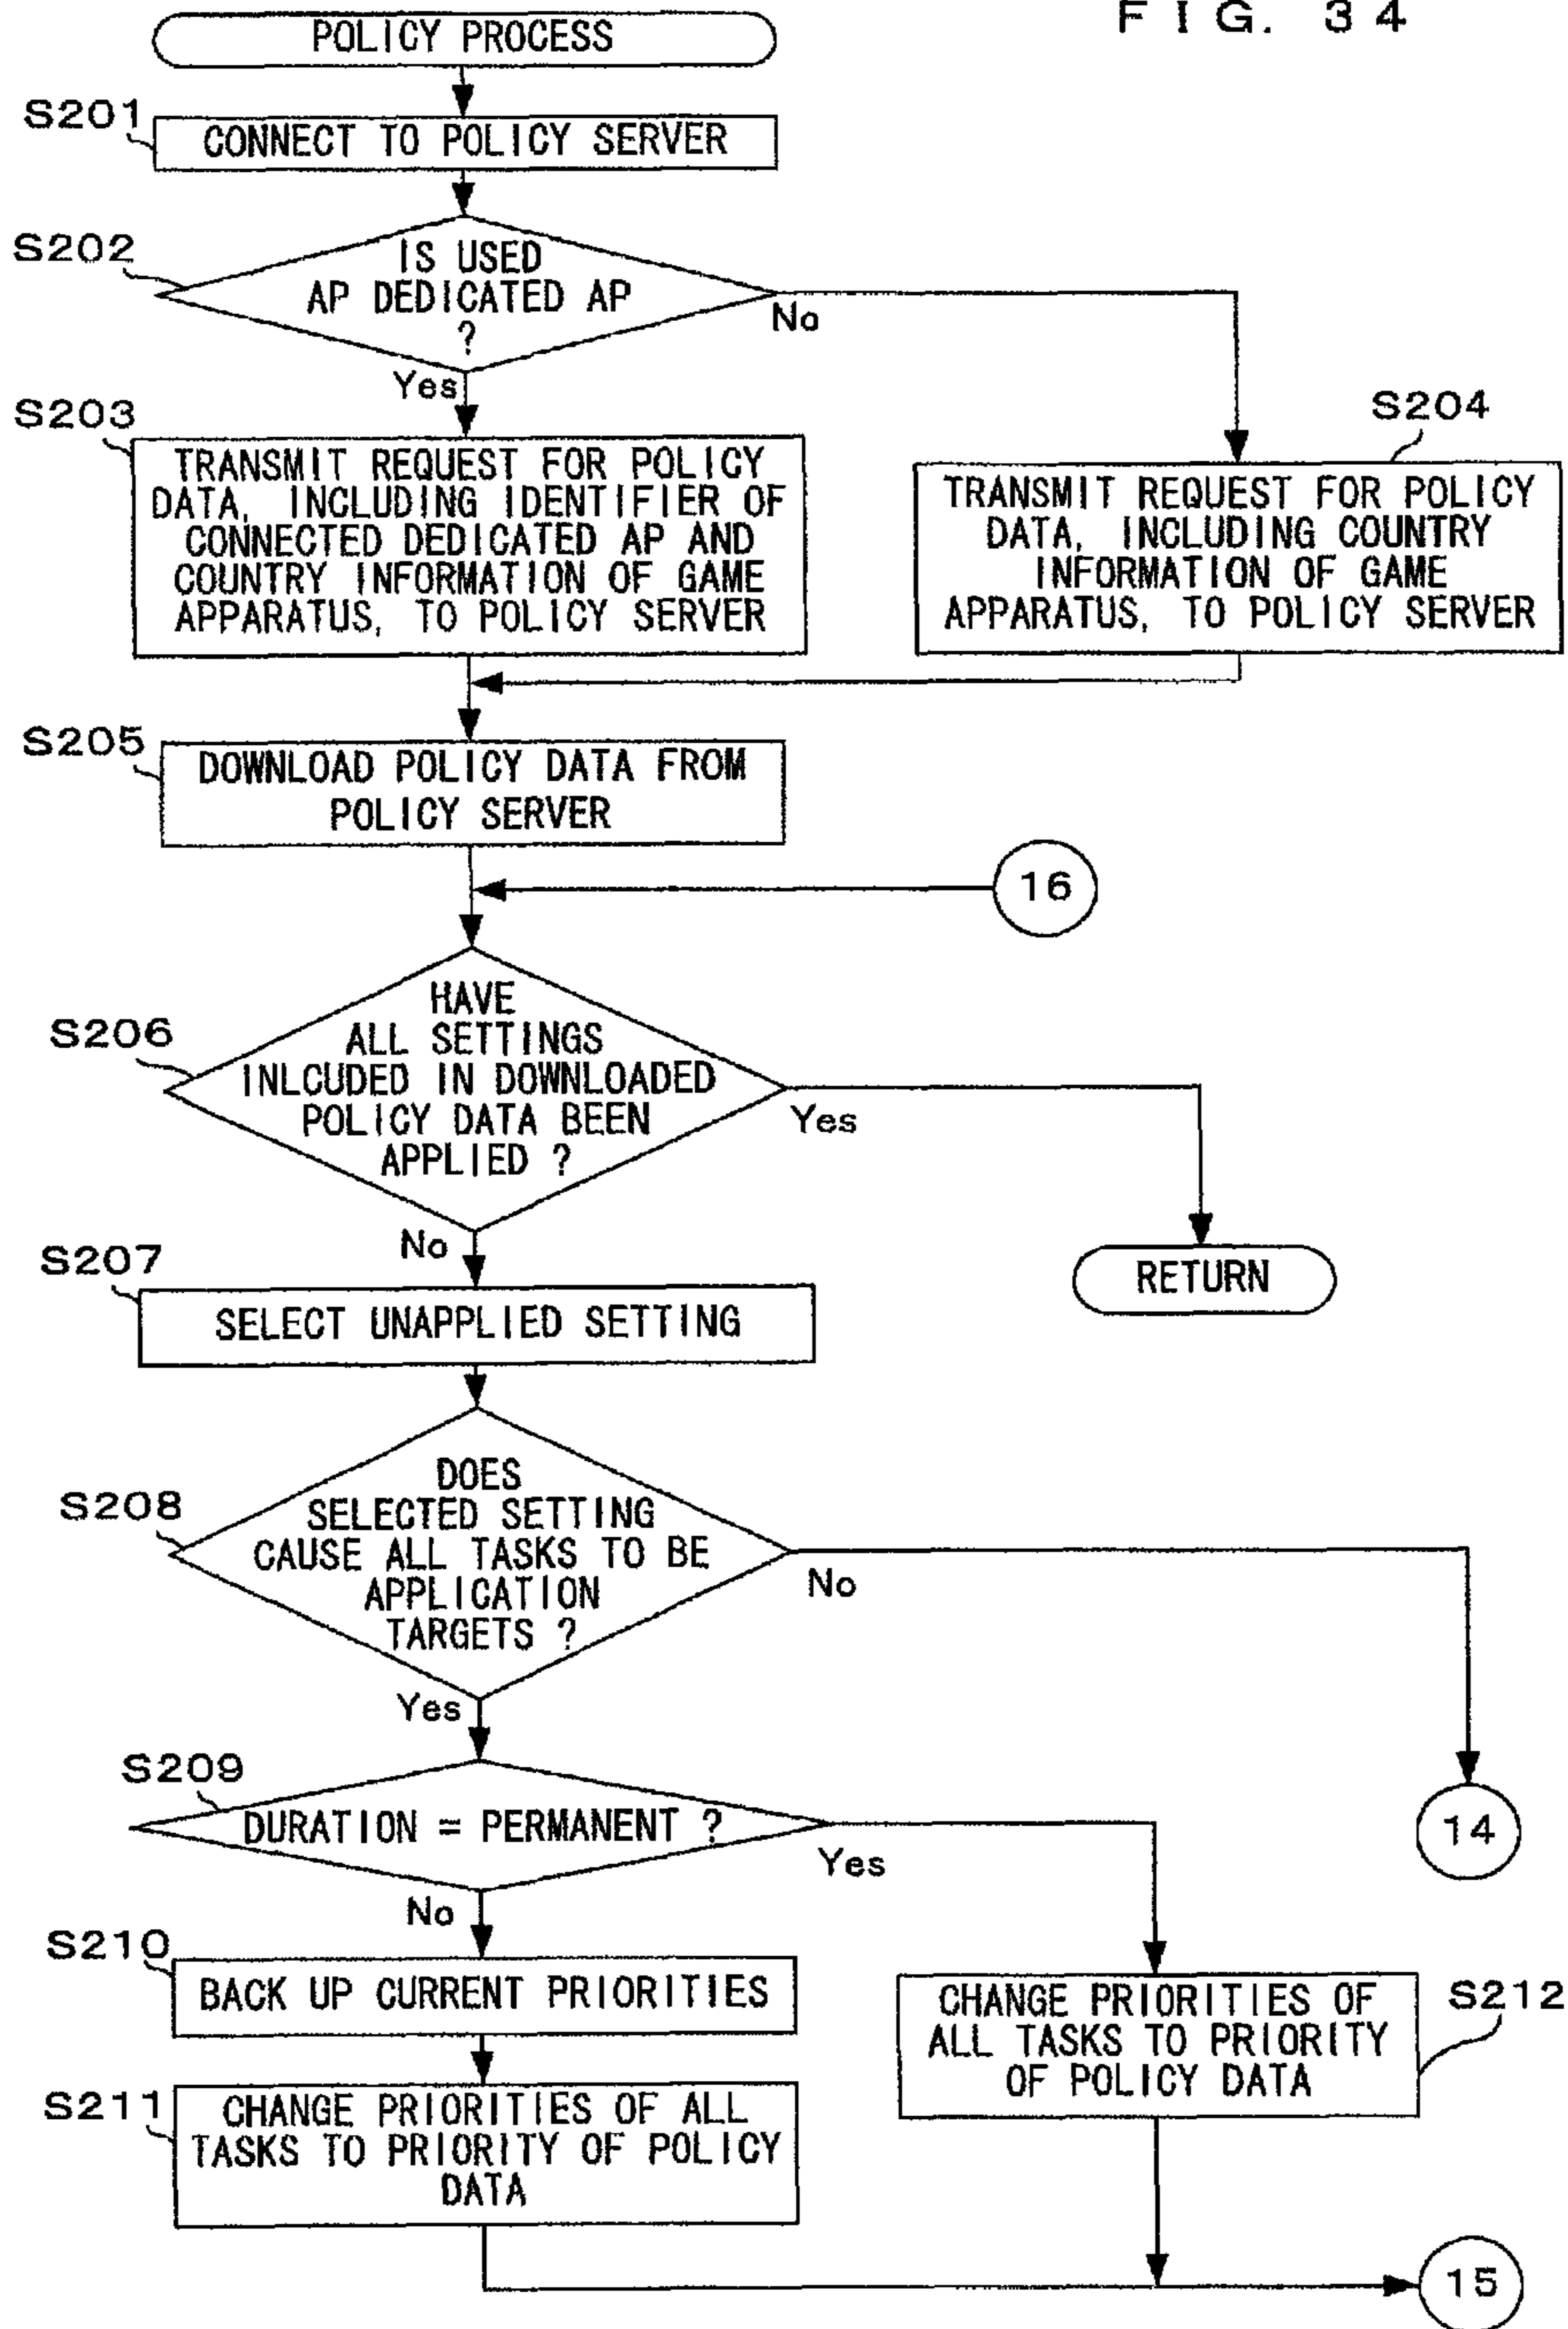 F I G. 3 4
POLICY PROCESS
S201
CONNECT TO POLICY SERVER
S202
IS USED
AP DEDICATED AP
?
No
Yes
S203
TRANSMIT REQUEST FOR POLICY
DATA, INCLUDING IDENTIFIER OF
CONNECTED DEDICATED AP AND
COUNTRY INFORMATION OF GAME
APPARATUS, TO POLICY SERVER
S204
TRANSMIT REQUEST FOR POLICY
DATA, INCLUDING COUNTRY
INFORMATION OF GAME
APPARATUS, TO POLICY SERVER
S205
DOWNLOAD POLICY DATA FROM
POLICY SERVER
16
S206
HAVE
ALL SETTINGS
INLCUDED IN DOWNLOADED
POLICY DATA BEEN
APPLIED ?
Yes
No
RETURN
S207
SELECT UNAPPLIED SETTING
S208
DOES
SELECTED SETTING
CAUSE ALL TASKS TO BE
APPLICATION
TARGETS ?
No
Yes
14
S209
DURATION = PERMANENT ?
Yes
No
S210
BACK UP CURRENT PRIORITIES
S211
CHANGE PRIORITIES OF ALL
TASKS TO PRIORITY OF POLICY
DATA
S212
CHANGE PRIORITIES OF
ALL TASKS TO PRIORITY
OF POLICY DATA
15